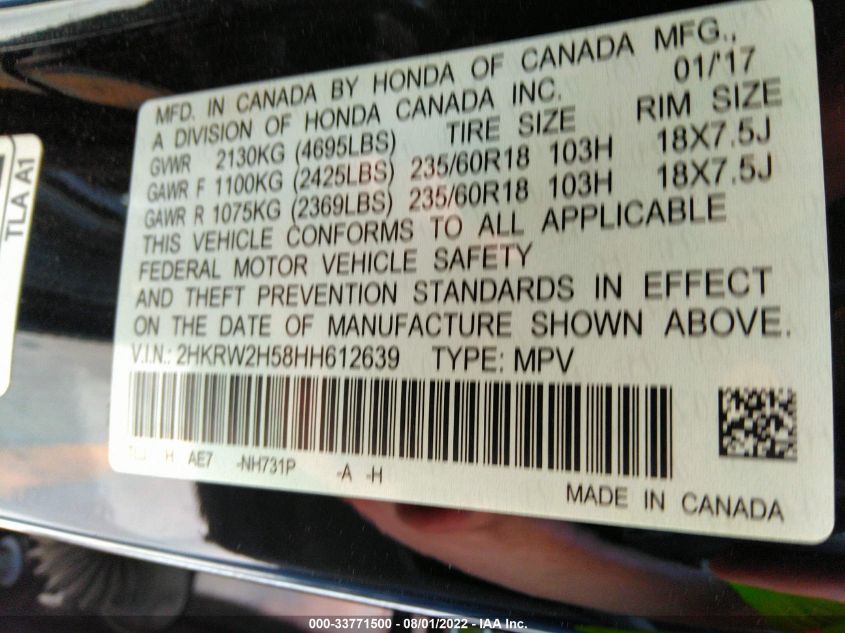 MFD. IN CANADA BY HONDA OF CANADA MFG.,
A DIVISION OF HONDA CANADA INC. 01/'17
GVWR 2130KG (4695LBS) TIRE SIZE RIM SIZE
GAWR F 1100KG (2425LBS) 235/60R18 103H 18X7.5J
GAWR R 1075KG (2369LBS) 235/60R18 103H 18X7.5J
THIS VEHICLE CONFORMS TO ALL APPLICABLE
FEDERAL MOTOR VEHICLE SAFETY
AND THEFT PREVENTION STANDARDS IN EFFECT
ON THE DATE OF MANUFACTURE SHOWN ABOVE.
V.I.N.: 2HKRW2H58HH612639 TYPE: MPV
H AE7 -NH731P -A -H
MADE IN CANADA
TLA A1
000-33771500 - 08/01/2022 - IAA Inc.